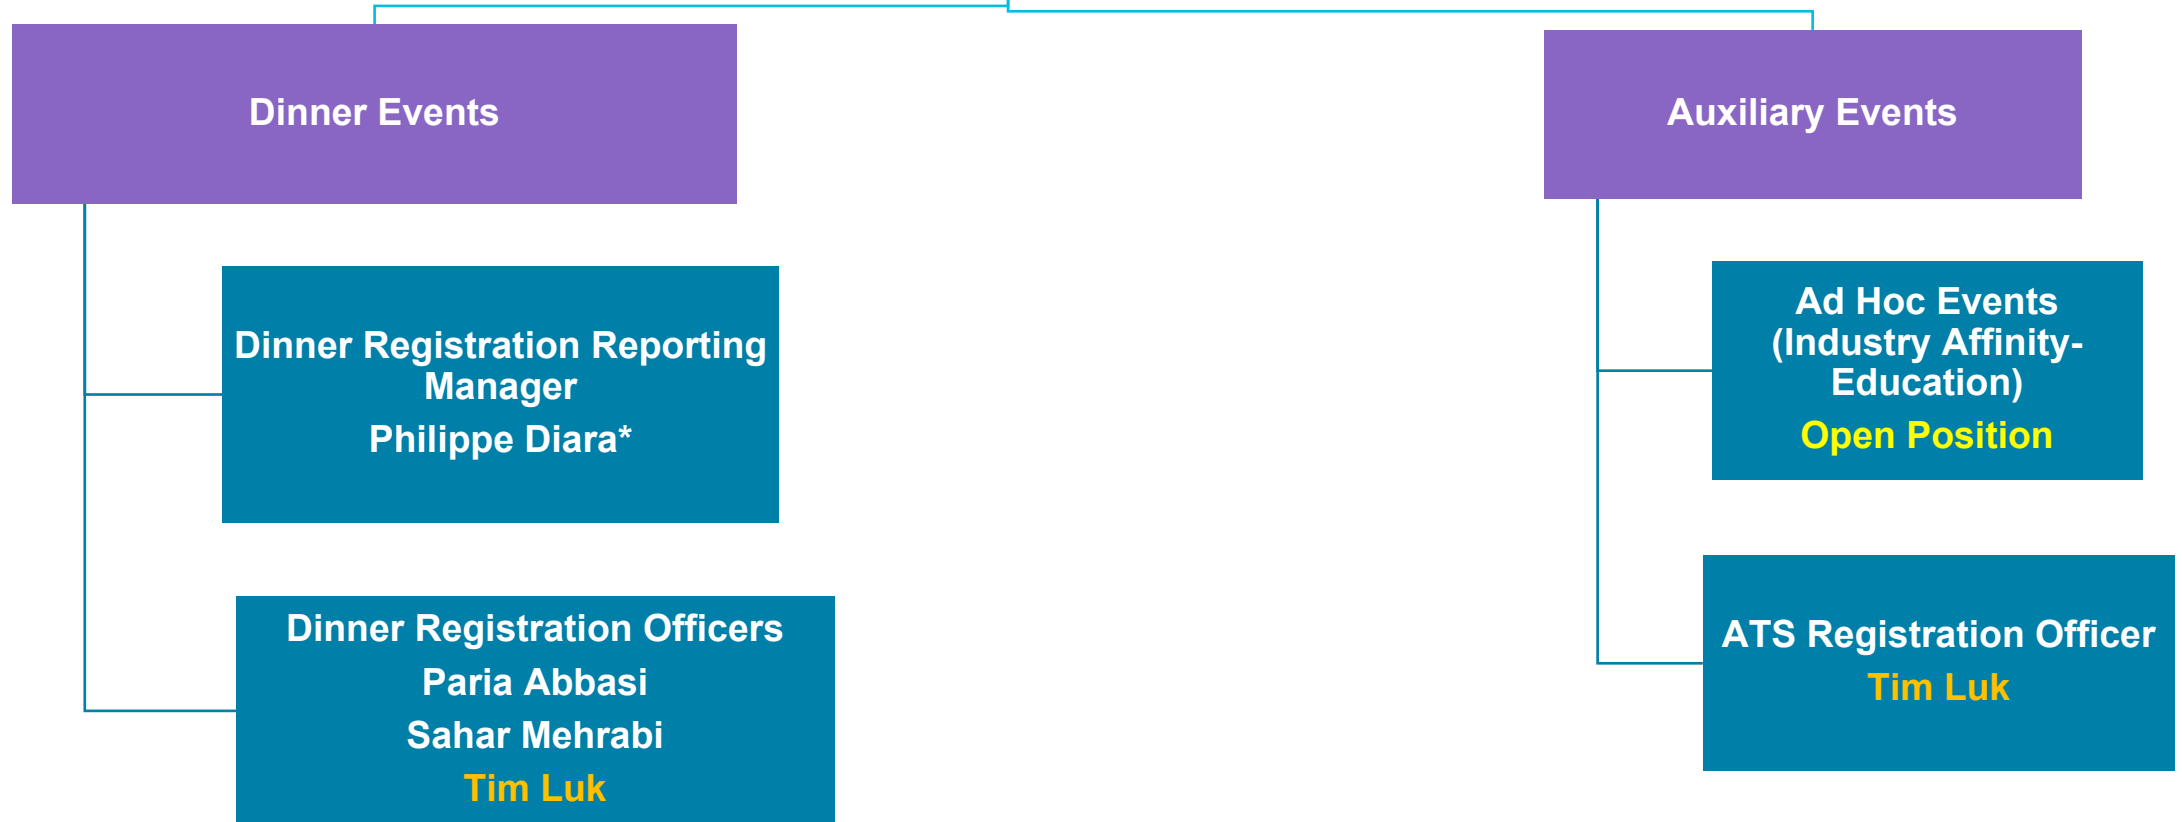 Dinner Events
Auxiliary Events
Dinner Registration Reporting
Manager
Philippe Diara*
Ad Hoc Events
(Industry Affinity-
Education)
Open Position
Dinner Registration Officers
Paria Abbasi
Sahar Mehrabi
Tim Luk
ATS Registration Officer
Tim Luk